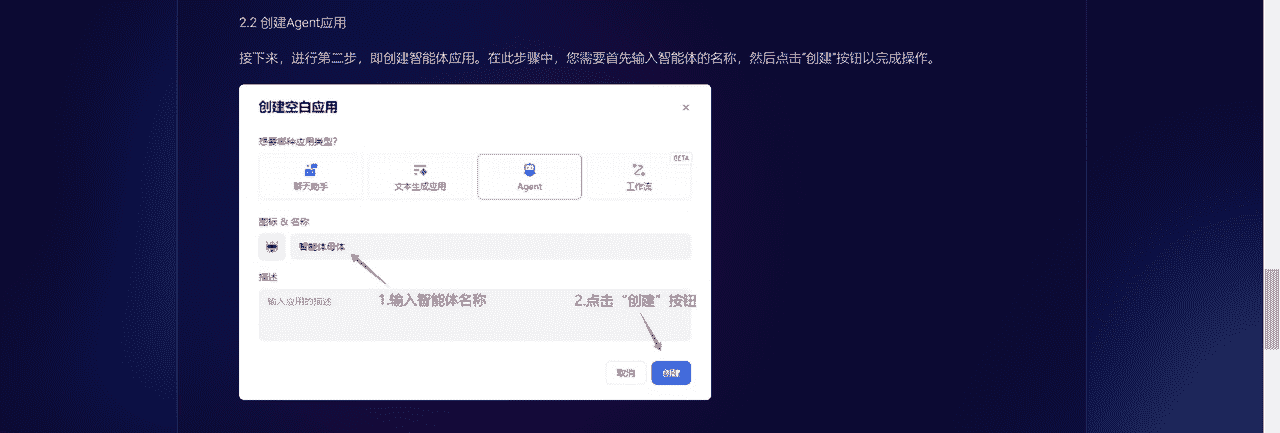 2.2 创建Agent应用
接下来，进行第二步，即创建智能体应用。在此步骤中，您需要首先输入智能体的名称，然后点击“创建”按钮以完成操作。
创建空白应用
×
想要哪种应用类型?
BETA
聊天助手 文本生成应用 Agent 工作流
图标 & 名称
智能体母体
描述
输入应用的描述
1.输入智能体名称 2.点击“创建”按钮
取消 创建